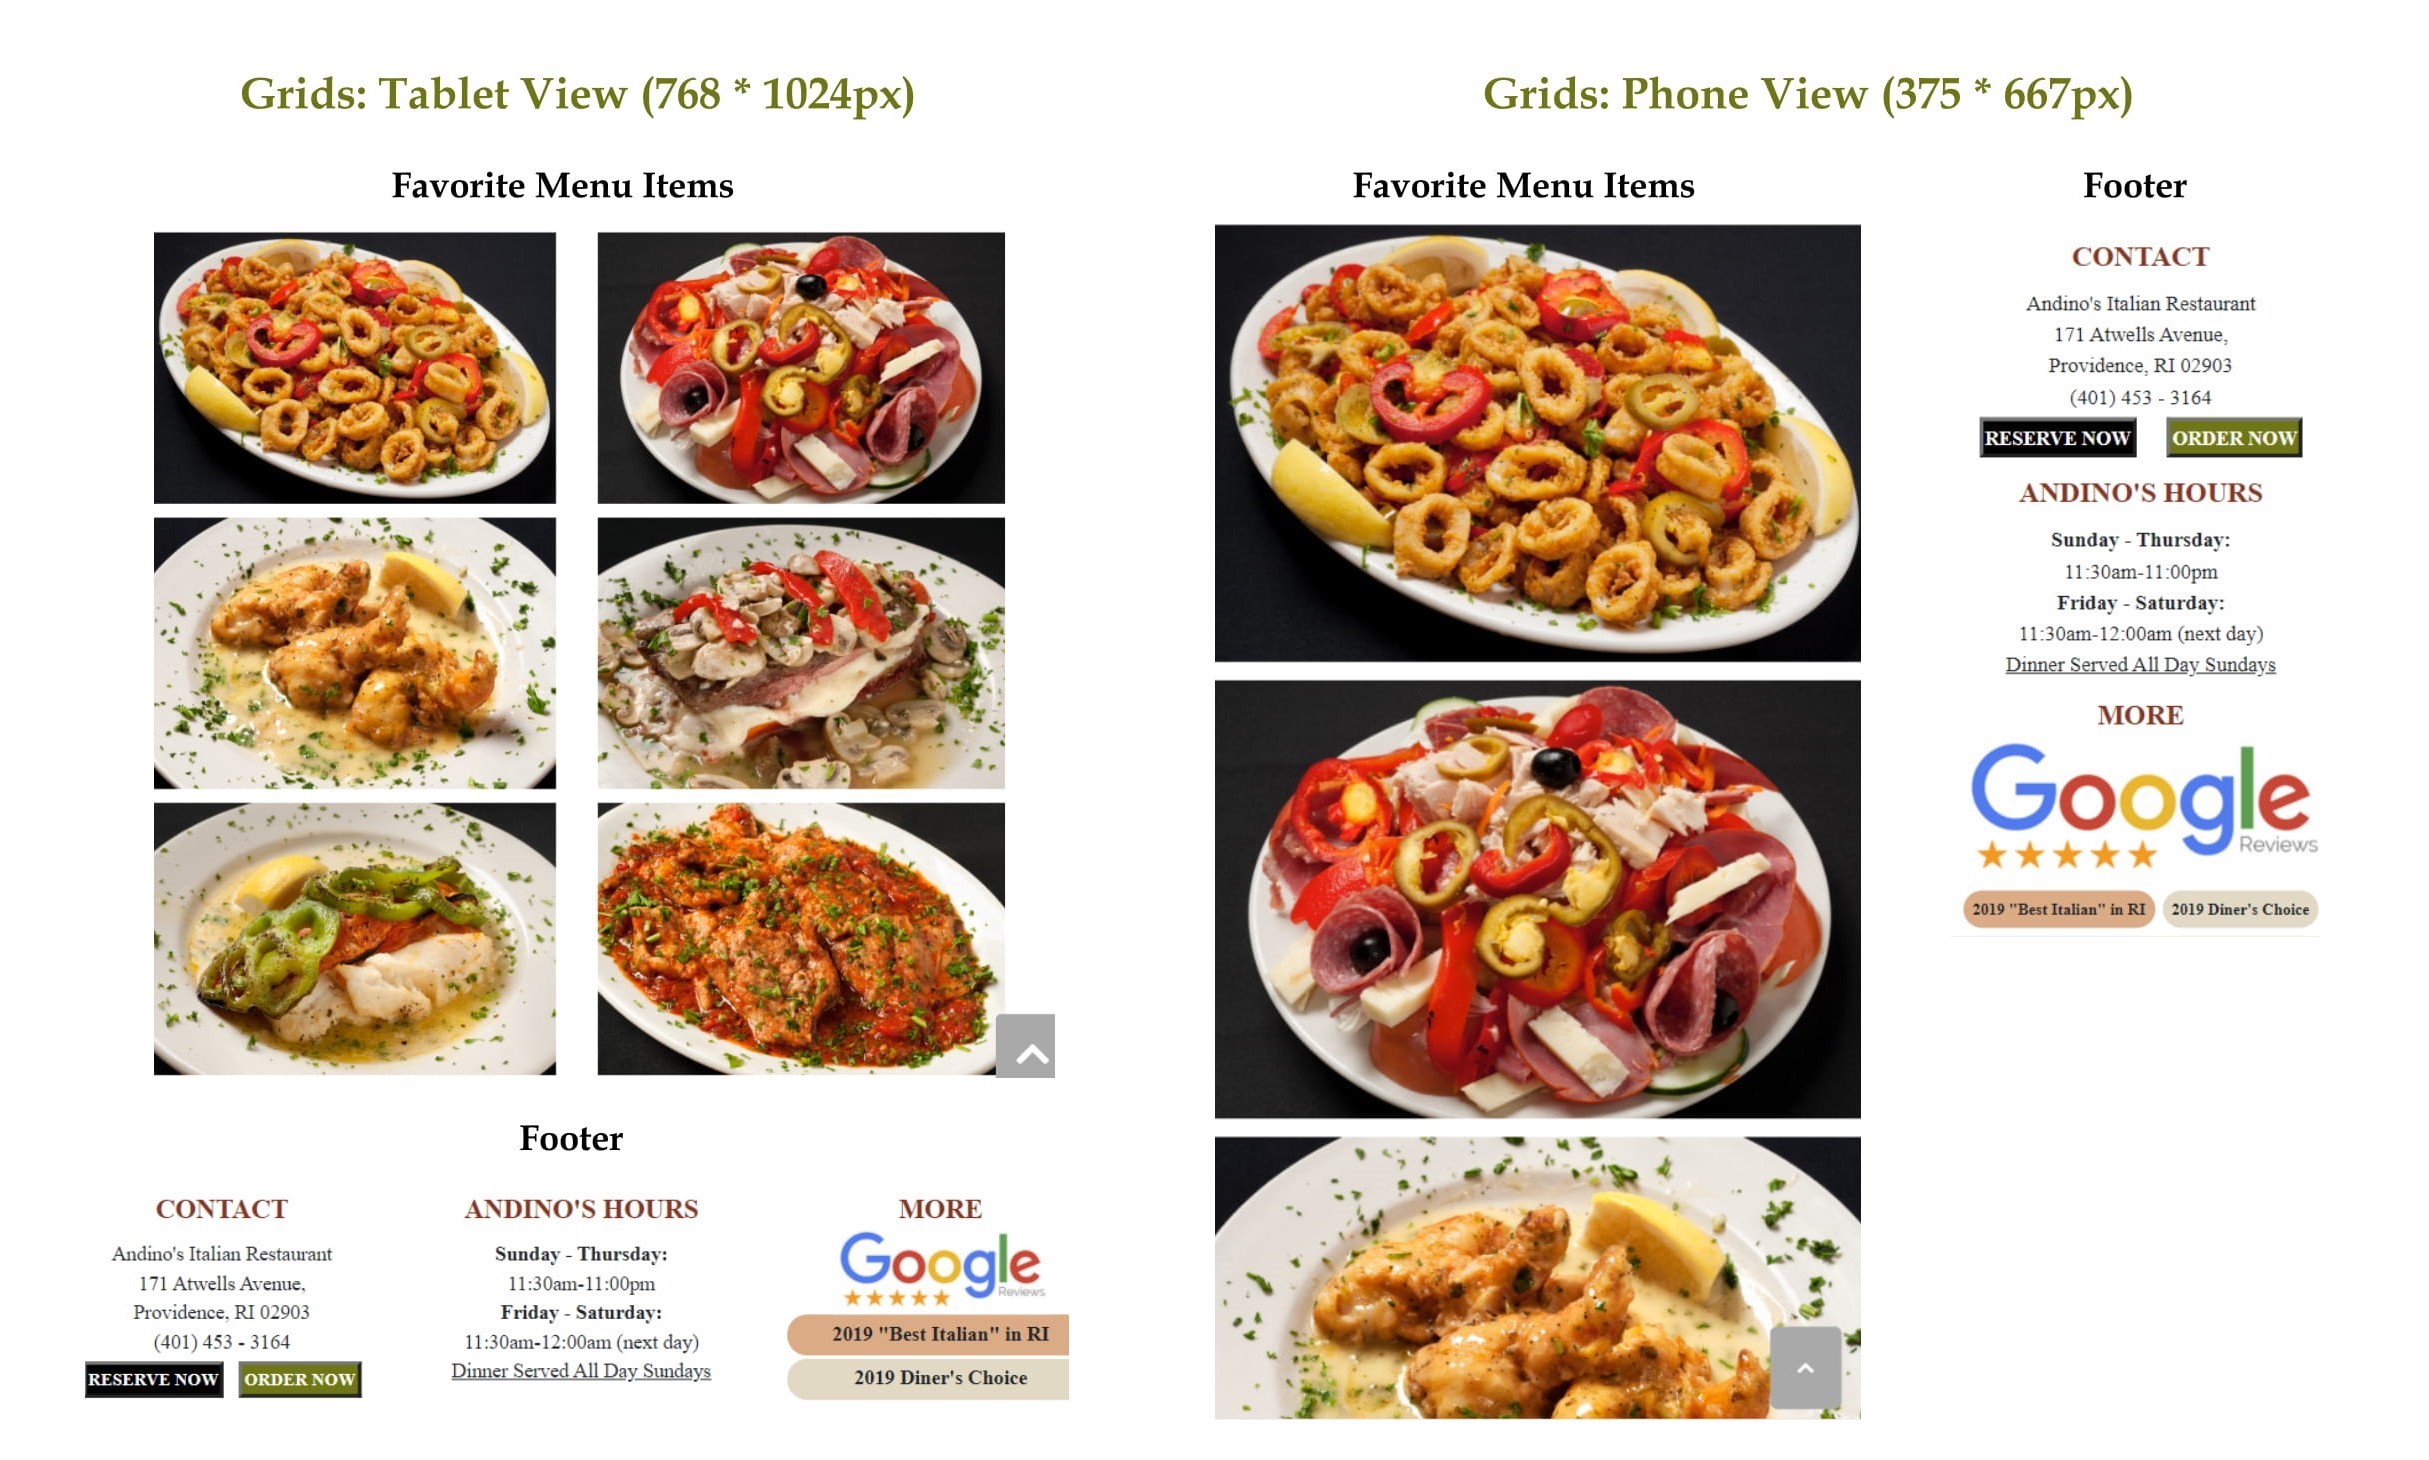 Grids: Tablet View (768 * 1024px)
Favorite Menu Items
Footer
CONTACT
Andino's Italian Restaurant
171 Atwells Avenue,
Providence, RI 02903
(401) 453 - 3164
RESERVE NOW
ORDER NOW
ANDINO'S HOURS
Sunday - Thursday:
11:30am-11:00pm
Friday - Saturday:
11:30am-12:00am (next day)
Dinner Served All Day Sundays
MORE
Google
Reviews
2019 "Best Italian" in RI
2019 Diner's Choice
Grids: Phone View (375 * 667px)
Favorite Menu Items
Footer
CONTACT
Andino's Italian Restaurant
171 Atwells Avenue,
Providence, RI 02903
(401) 453 - 3164
RESERVE NOW
ORDER NOW
ANDINO'S HOURS
Sunday - Thursday:
11:30am-11:00pm
Friday - Saturday:
11:30am-12:00am (next day)
Dinner Served All Day Sundays
MORE
Google
Reviews
2019 "Best Italian" in RI
2019 Diner's Choice